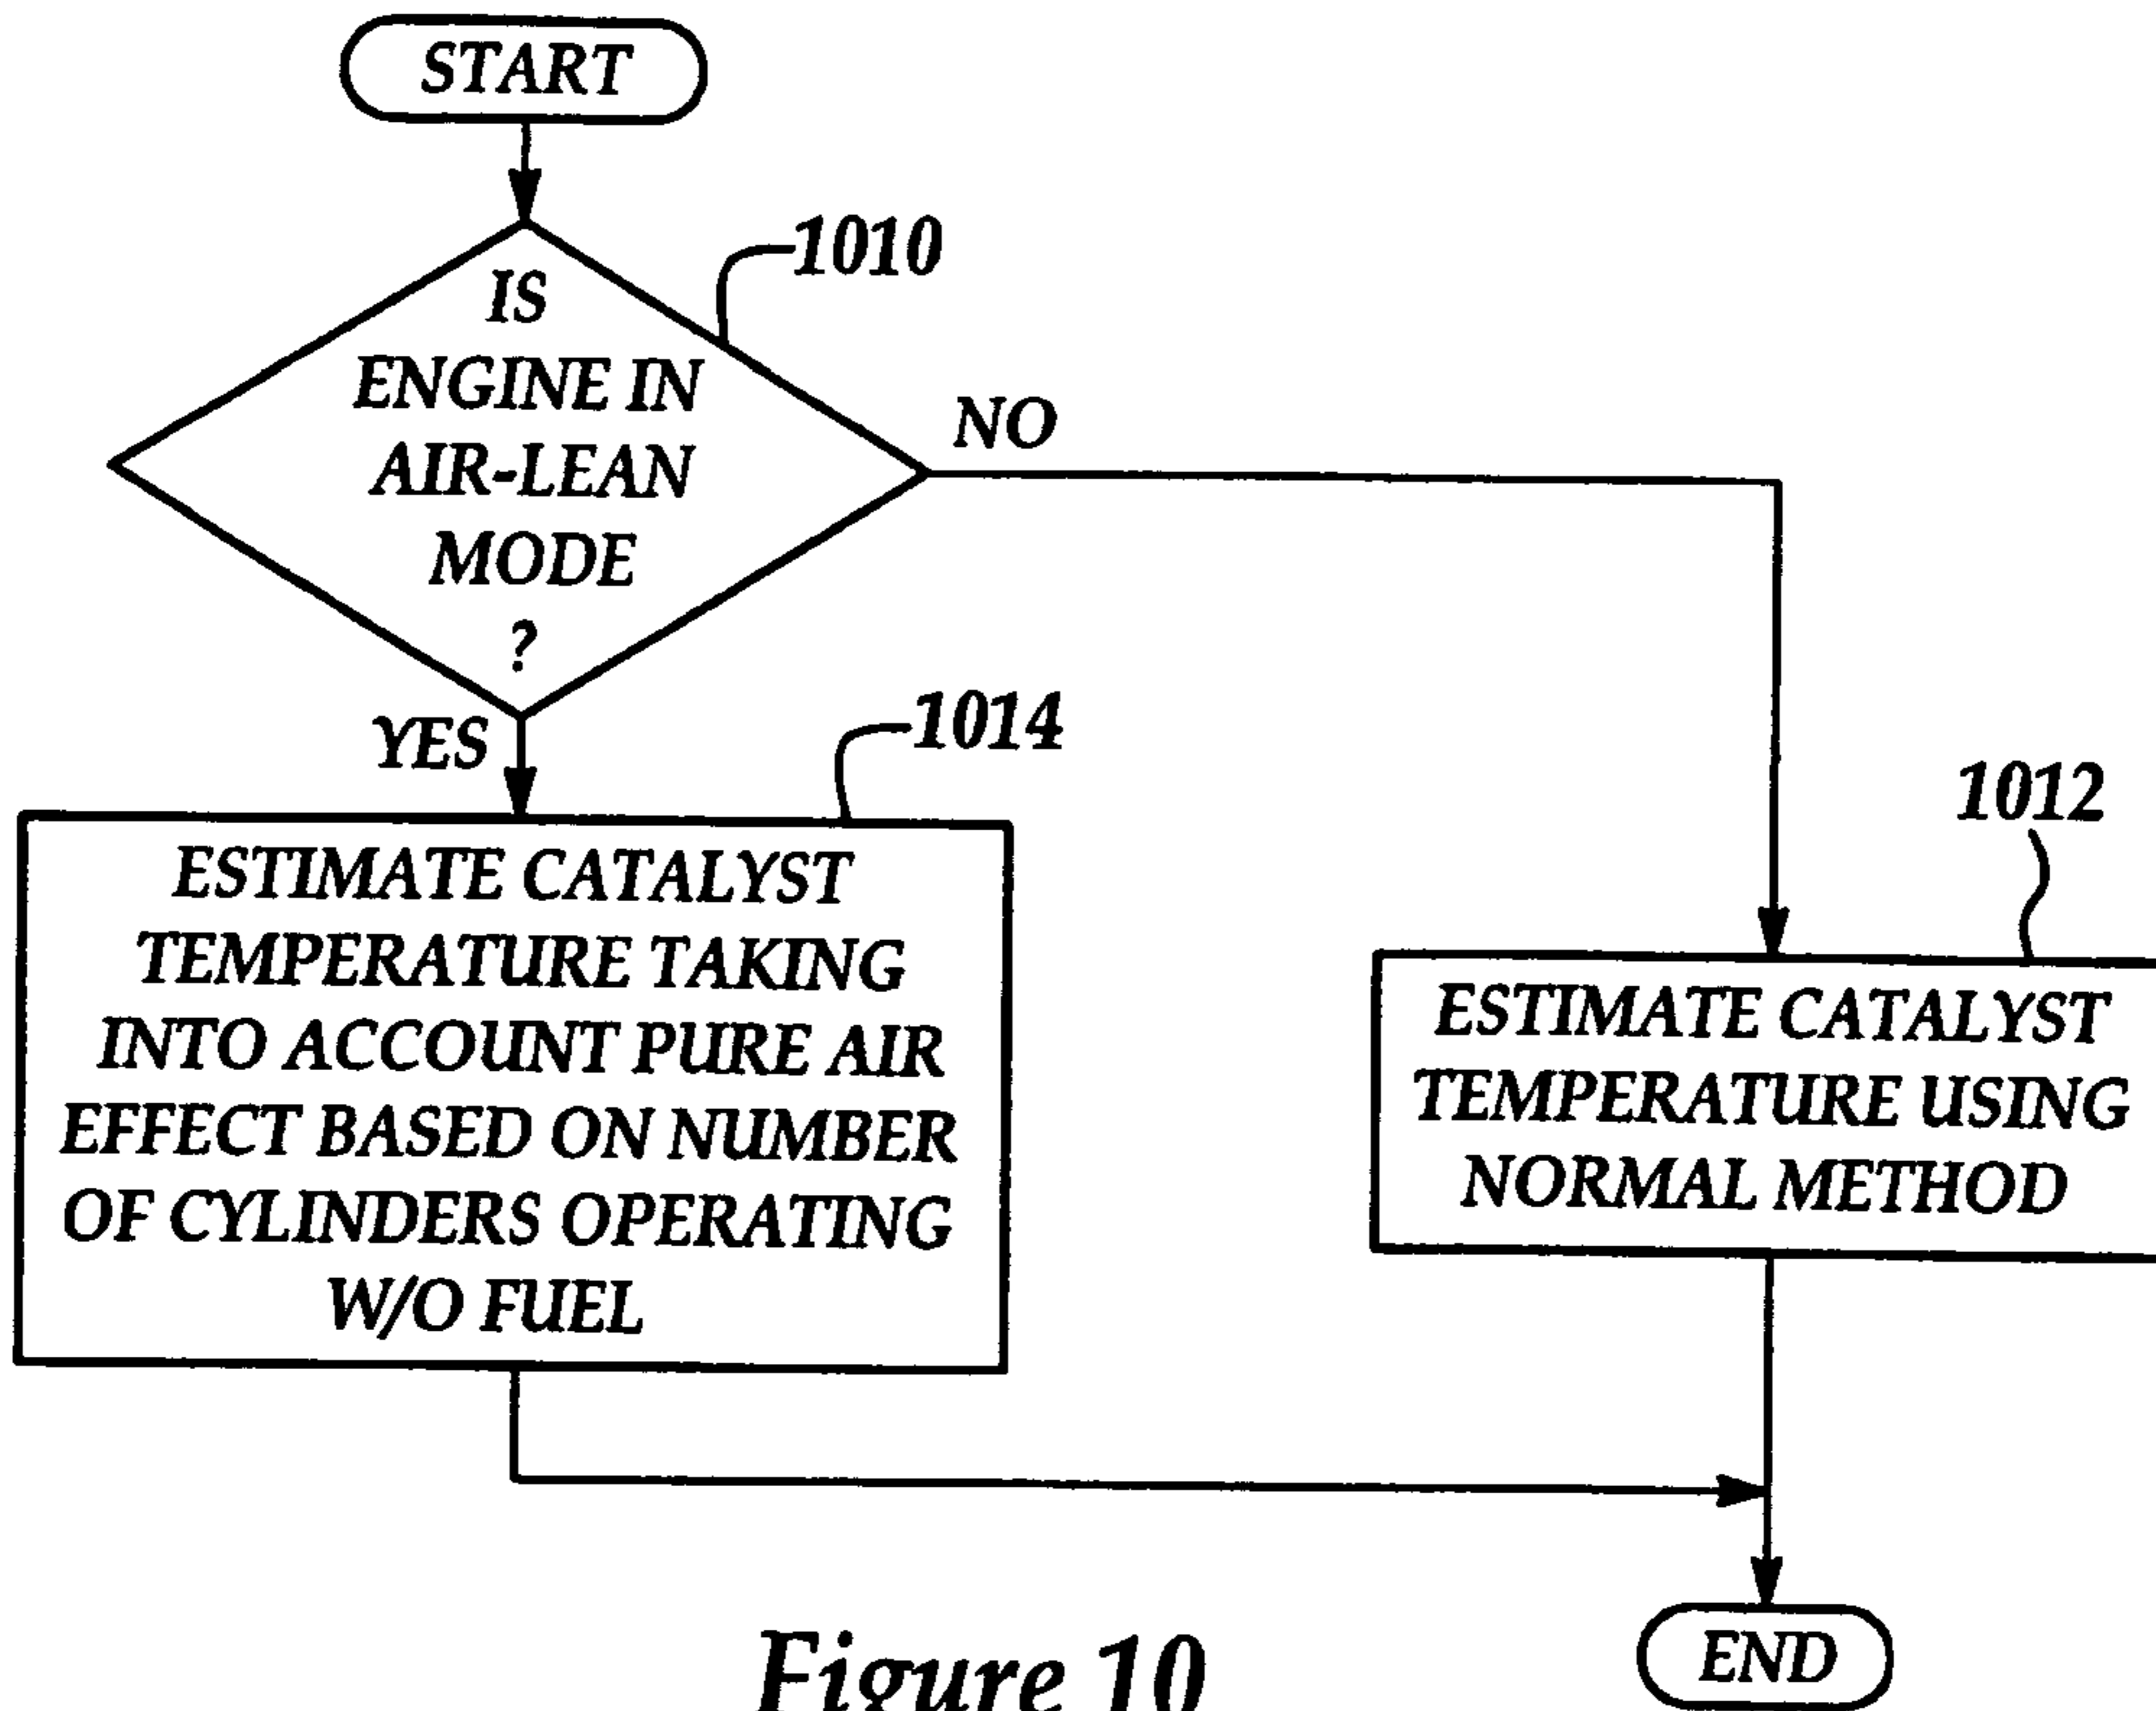 START
1010
IS
ENGINE IN
AIR-LEAN
MODE
?
NO
YES
1014
ESTIMATE CATALYST
TEMPERATURE TAKING
INTO ACCOUNT PURE AIR
EFFECT BASED ON NUMBER
OF CYLINDERS OPERATING
W/O FUEL
1012
ESTIMATE CATALYST
TEMPERATURE USING
NORMAL METHOD
END
Figure 10